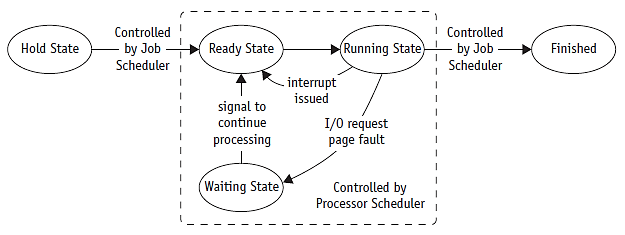 Hold State
Controlled
by Job
Scheduler
Ready State
Running State
Controlled
by Job
Scheduler
Finished
interrupt
issued
signal to
continue
processing
I/O request
page fault
Waiting State
Controlled by
Processor Scheduler